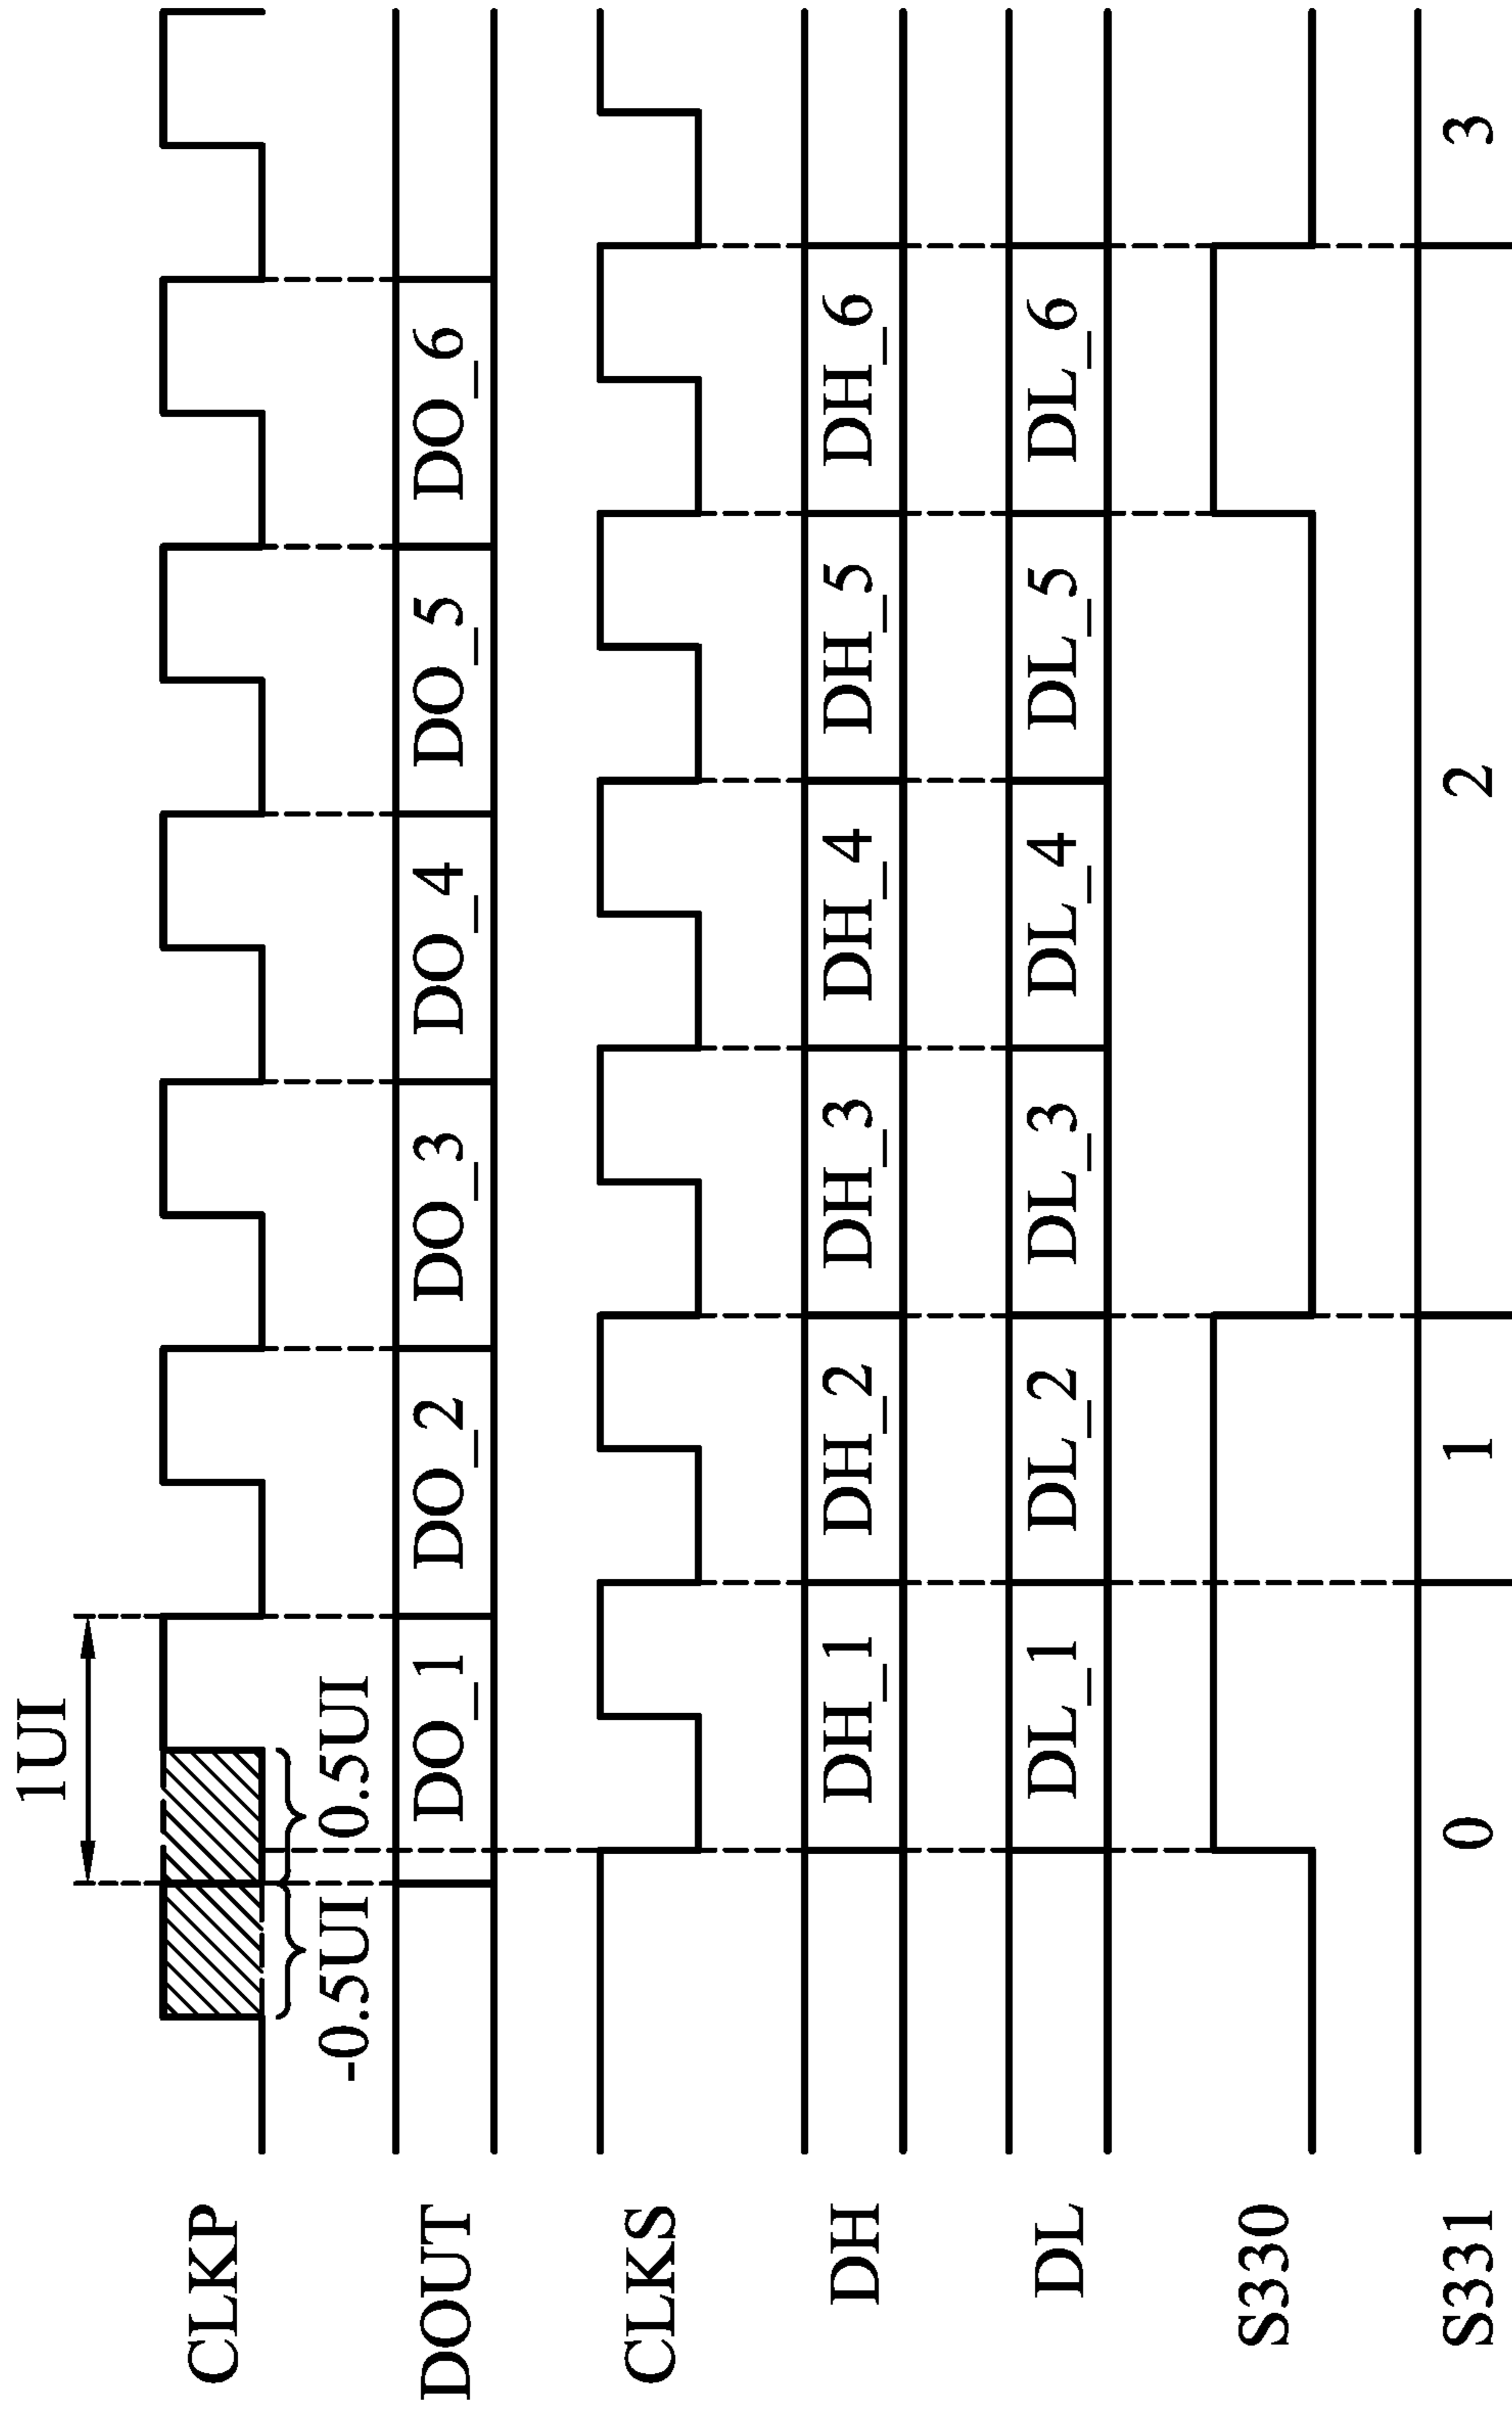 1UI
CLKP
-0.5UI 0.5UI
DOUT DO_1 DO_2 DO_3 DO_4 DO_5 DO_6
CLKS
DH DH_1 DH_2 DH_3 DH_4 DH_5 DH_6
DL DL_1 DL_2 DL_3 DL_4 DL_5 DL_6
S330
S331 0 1 2 3